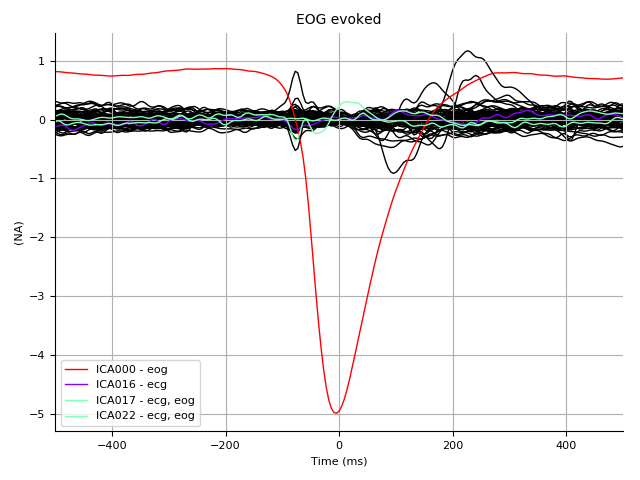 EOG evoked
1
0
−1
−2
−3
−4
−5
(NA)
ICA000 - eog
ICA016 - ecg
ICA017 - ecg, eog
ICA022 - ecg, eog
−400
−200
0
200
400
Time (ms)